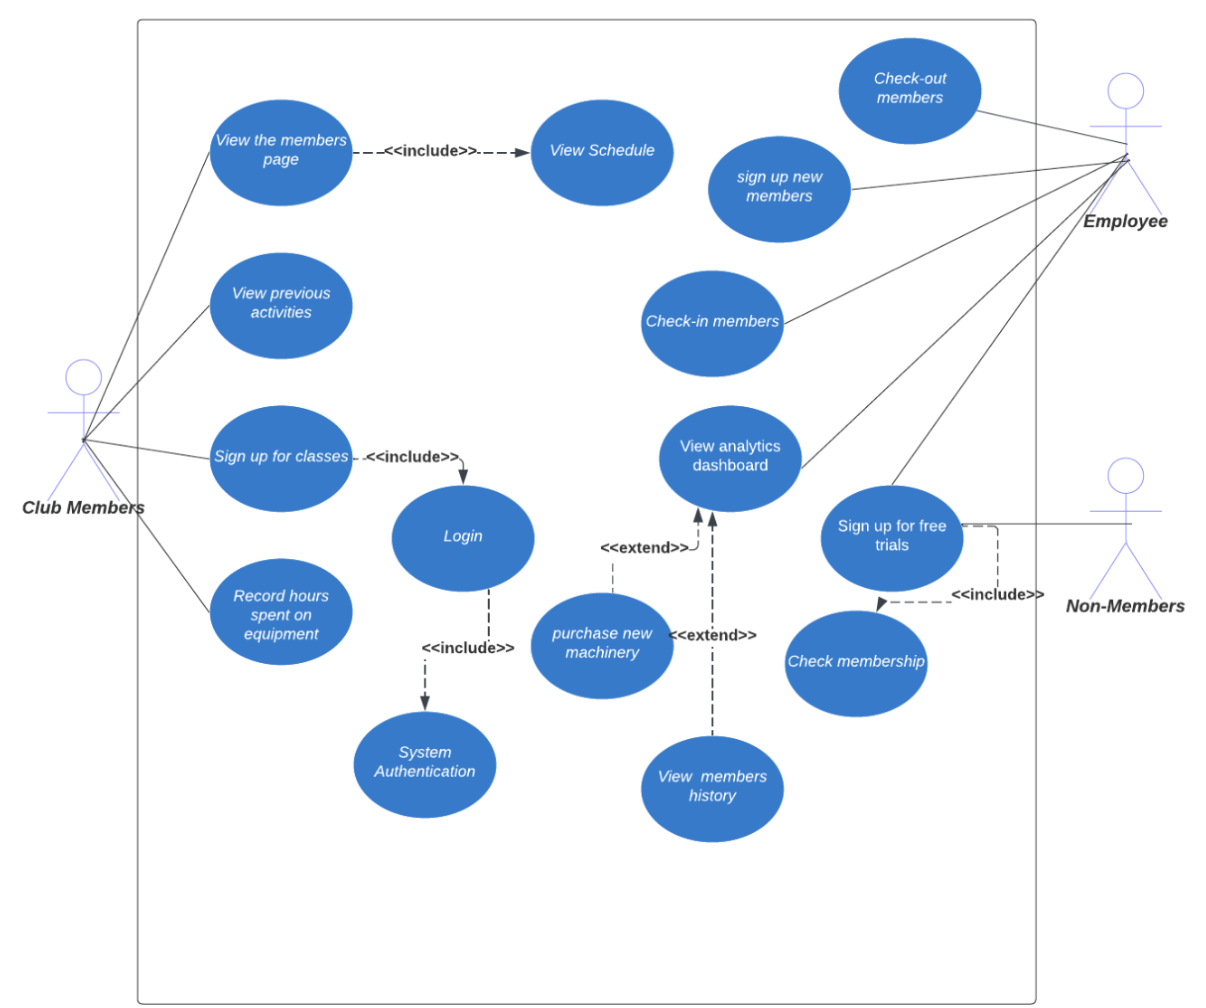 Check-out
members
View the members
page
<<include>>
View Schedule
sign up new
members
Employee
View previous
activities
Check-in members
Club Members
Sign up for classes
<<include>>
Login
View analytics
dashboard
Sign up for free
trials
<<extend>>
<<include>>
Non-Members
Record hours
spent on
equipment
<<include>>
purchase new
machinery
<<extend>>
Check membership
System
Authentication
View members
history